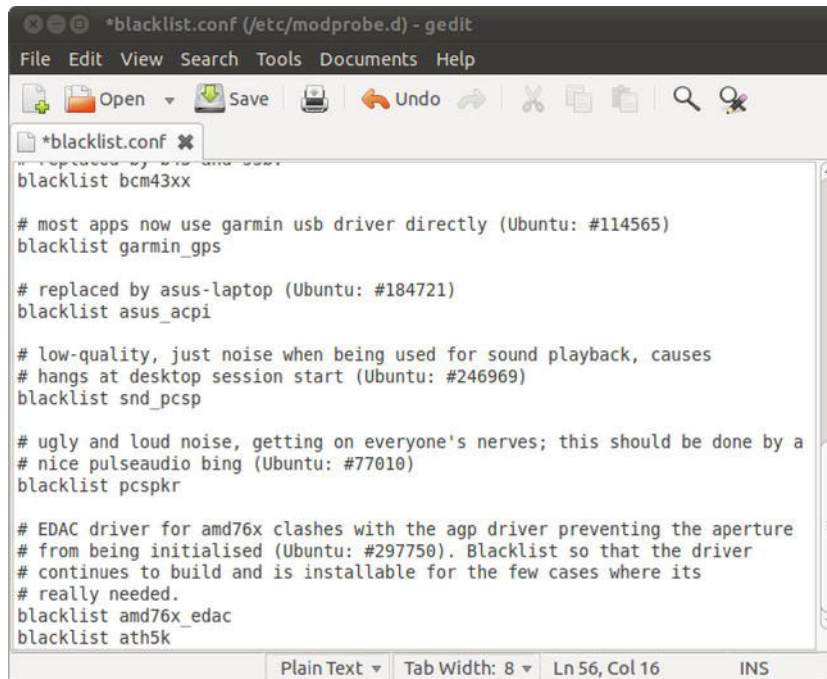 *blacklist.conf (/etc/modprobe.d) - gedit
File Edit View Search Tools Documents Help
Open Save Undo
*blacklist.conf
# replaced by b43 and ssb.
blacklist bcm43xx
# most apps now use garmin usb driver directly (Ubuntu: #114565)
blacklist garmin_gps
# replaced by asus-laptop (Ubuntu: #184721)
blacklist asus_acpi
# low-quality, just noise when being used for sound playback, causes
# hangs at desktop session start (Ubuntu: #246969)
blacklist snd_pcsp
# ugly and loud noise, getting on everyone's nerves; this should be done by a
# nice pulseaudio bing (Ubuntu: #77010)
blacklist pcspkr
# EDAC driver for amd76x clashes with the agp driver preventing the aperture
# from being initialised (Ubuntu: #297750). Blacklist so that the driver
# continues to build and is installable for the few cases where its
# really needed.
blacklist amd76x_edac
blacklist ath5k
Plain Text Tab Width: 8 Ln 56, Col 16 INS